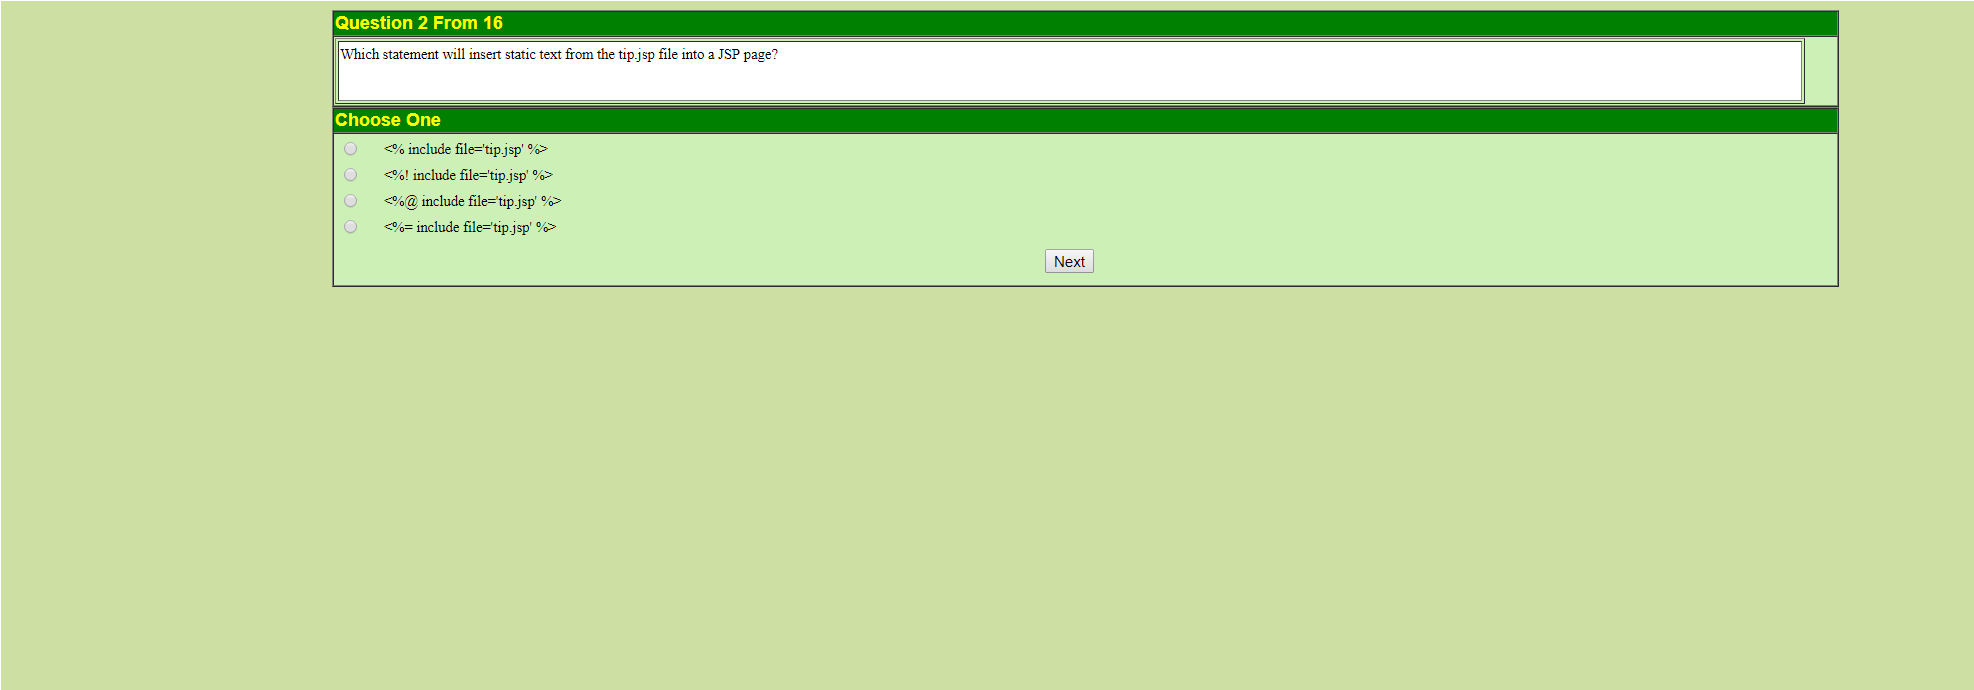 Question 2 From 16
Which statement will insert static text from the tip.jsp file into a JSP page?
Choose One
<% include file='tip.jsp' %>
<%! include file='tip.jsp' %>
<%@ include file='tip.jsp' %>
<%= include file='tip.jsp' %>
Next